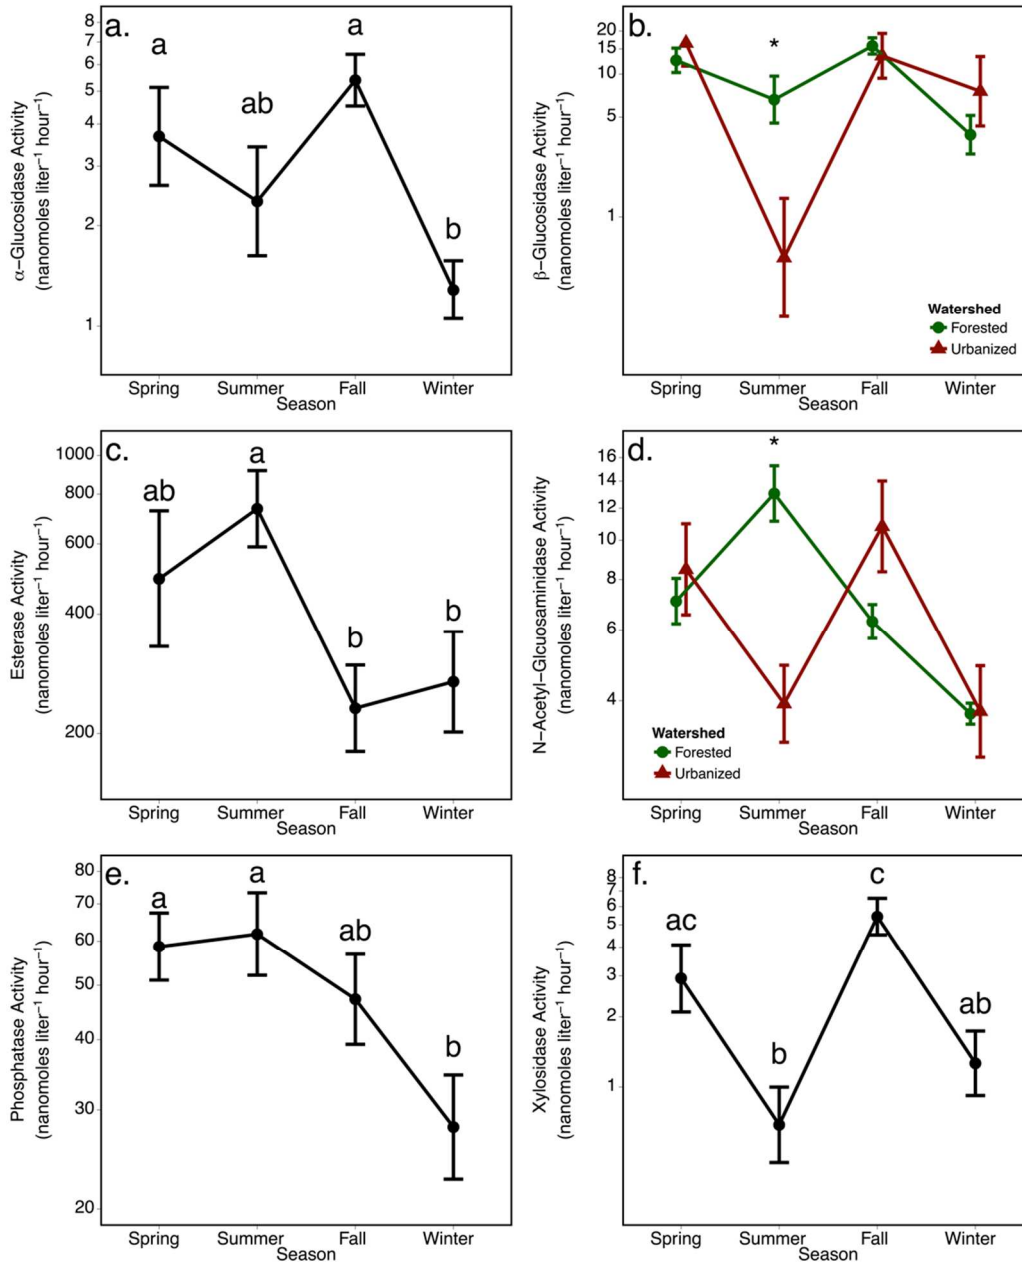 a.
8
7
6
5
4
3
2
1
a
ab
a
b
α−Glucosidase Activity
(nanomoles liter⁻¹ hour⁻¹)
Spring Summer Fall Winter
Season
b.
20
15
10
5
1
*
β−Glucosidase Activity
(nanomoles liter⁻¹ hour⁻¹)
Watershed
Forested
Urbanized
Spring Summer Fall Winter
Season
c.
1000
800
600
400
200
ab
a
b
b
Esterase Activity
(nanomoles liter⁻¹ hour⁻¹)
Spring Summer Fall Winter
Season
d.
16
14
12
10
8
6
4
*
N−Acetyl−Glcuosaminidase Activity
(nanomoles liter⁻¹ hour⁻¹)
Watershed
Forested
Urbanized
Spring Summer Fall Winter
Season
e.
80
70
60
50
40
30
20
a
a
ab
b
Phosphatase Activity
(nanomoles liter⁻¹ hour⁻¹)
Spring Summer Fall Winter
Season
f.
8
7
6
5
4
3
2
1
ac
b
c
ab
Xylosidase Activity
(nanomoles liter⁻¹ hour⁻¹)
Spring Summer Fall Winter
Season